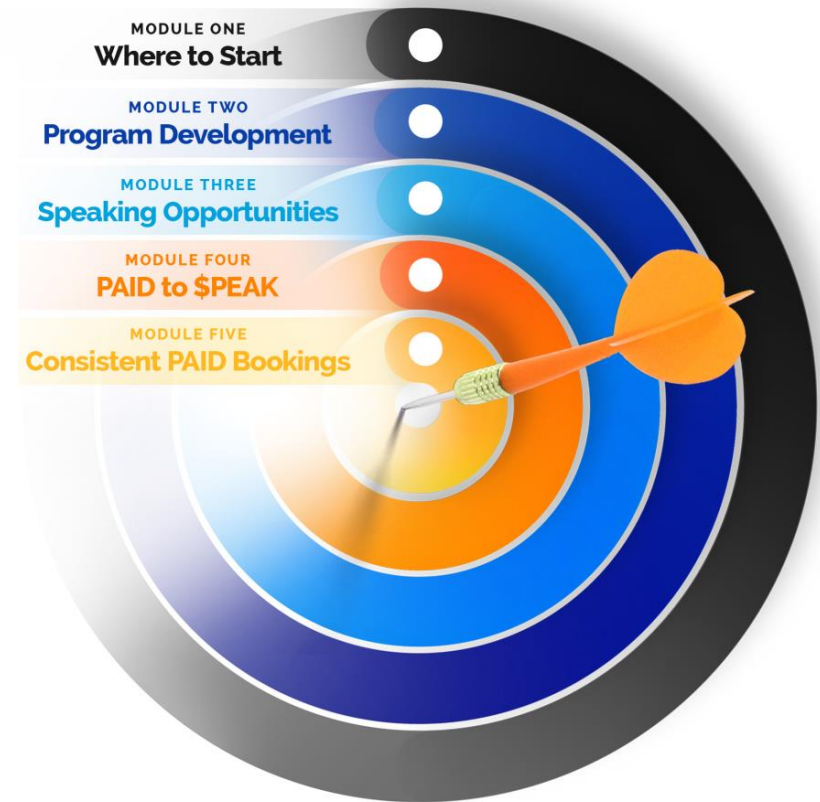 MODULE ONE
Where to Start
MODULE TWO
Program Development
MODULE THREE
Speaking Opportunities
MODULE FOUR
PAID to $PEAK
MODULE FIVE
Consistent PAID Bookings